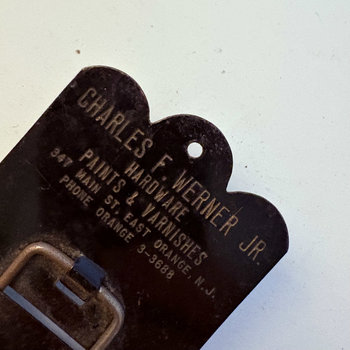 CHARLES F. WERNER JR.
HARDWARE
PAINTS & VARNISHES
347 MAIN ST, EAST ORANGE, N.J.
PHONE ORANGE 3-3688